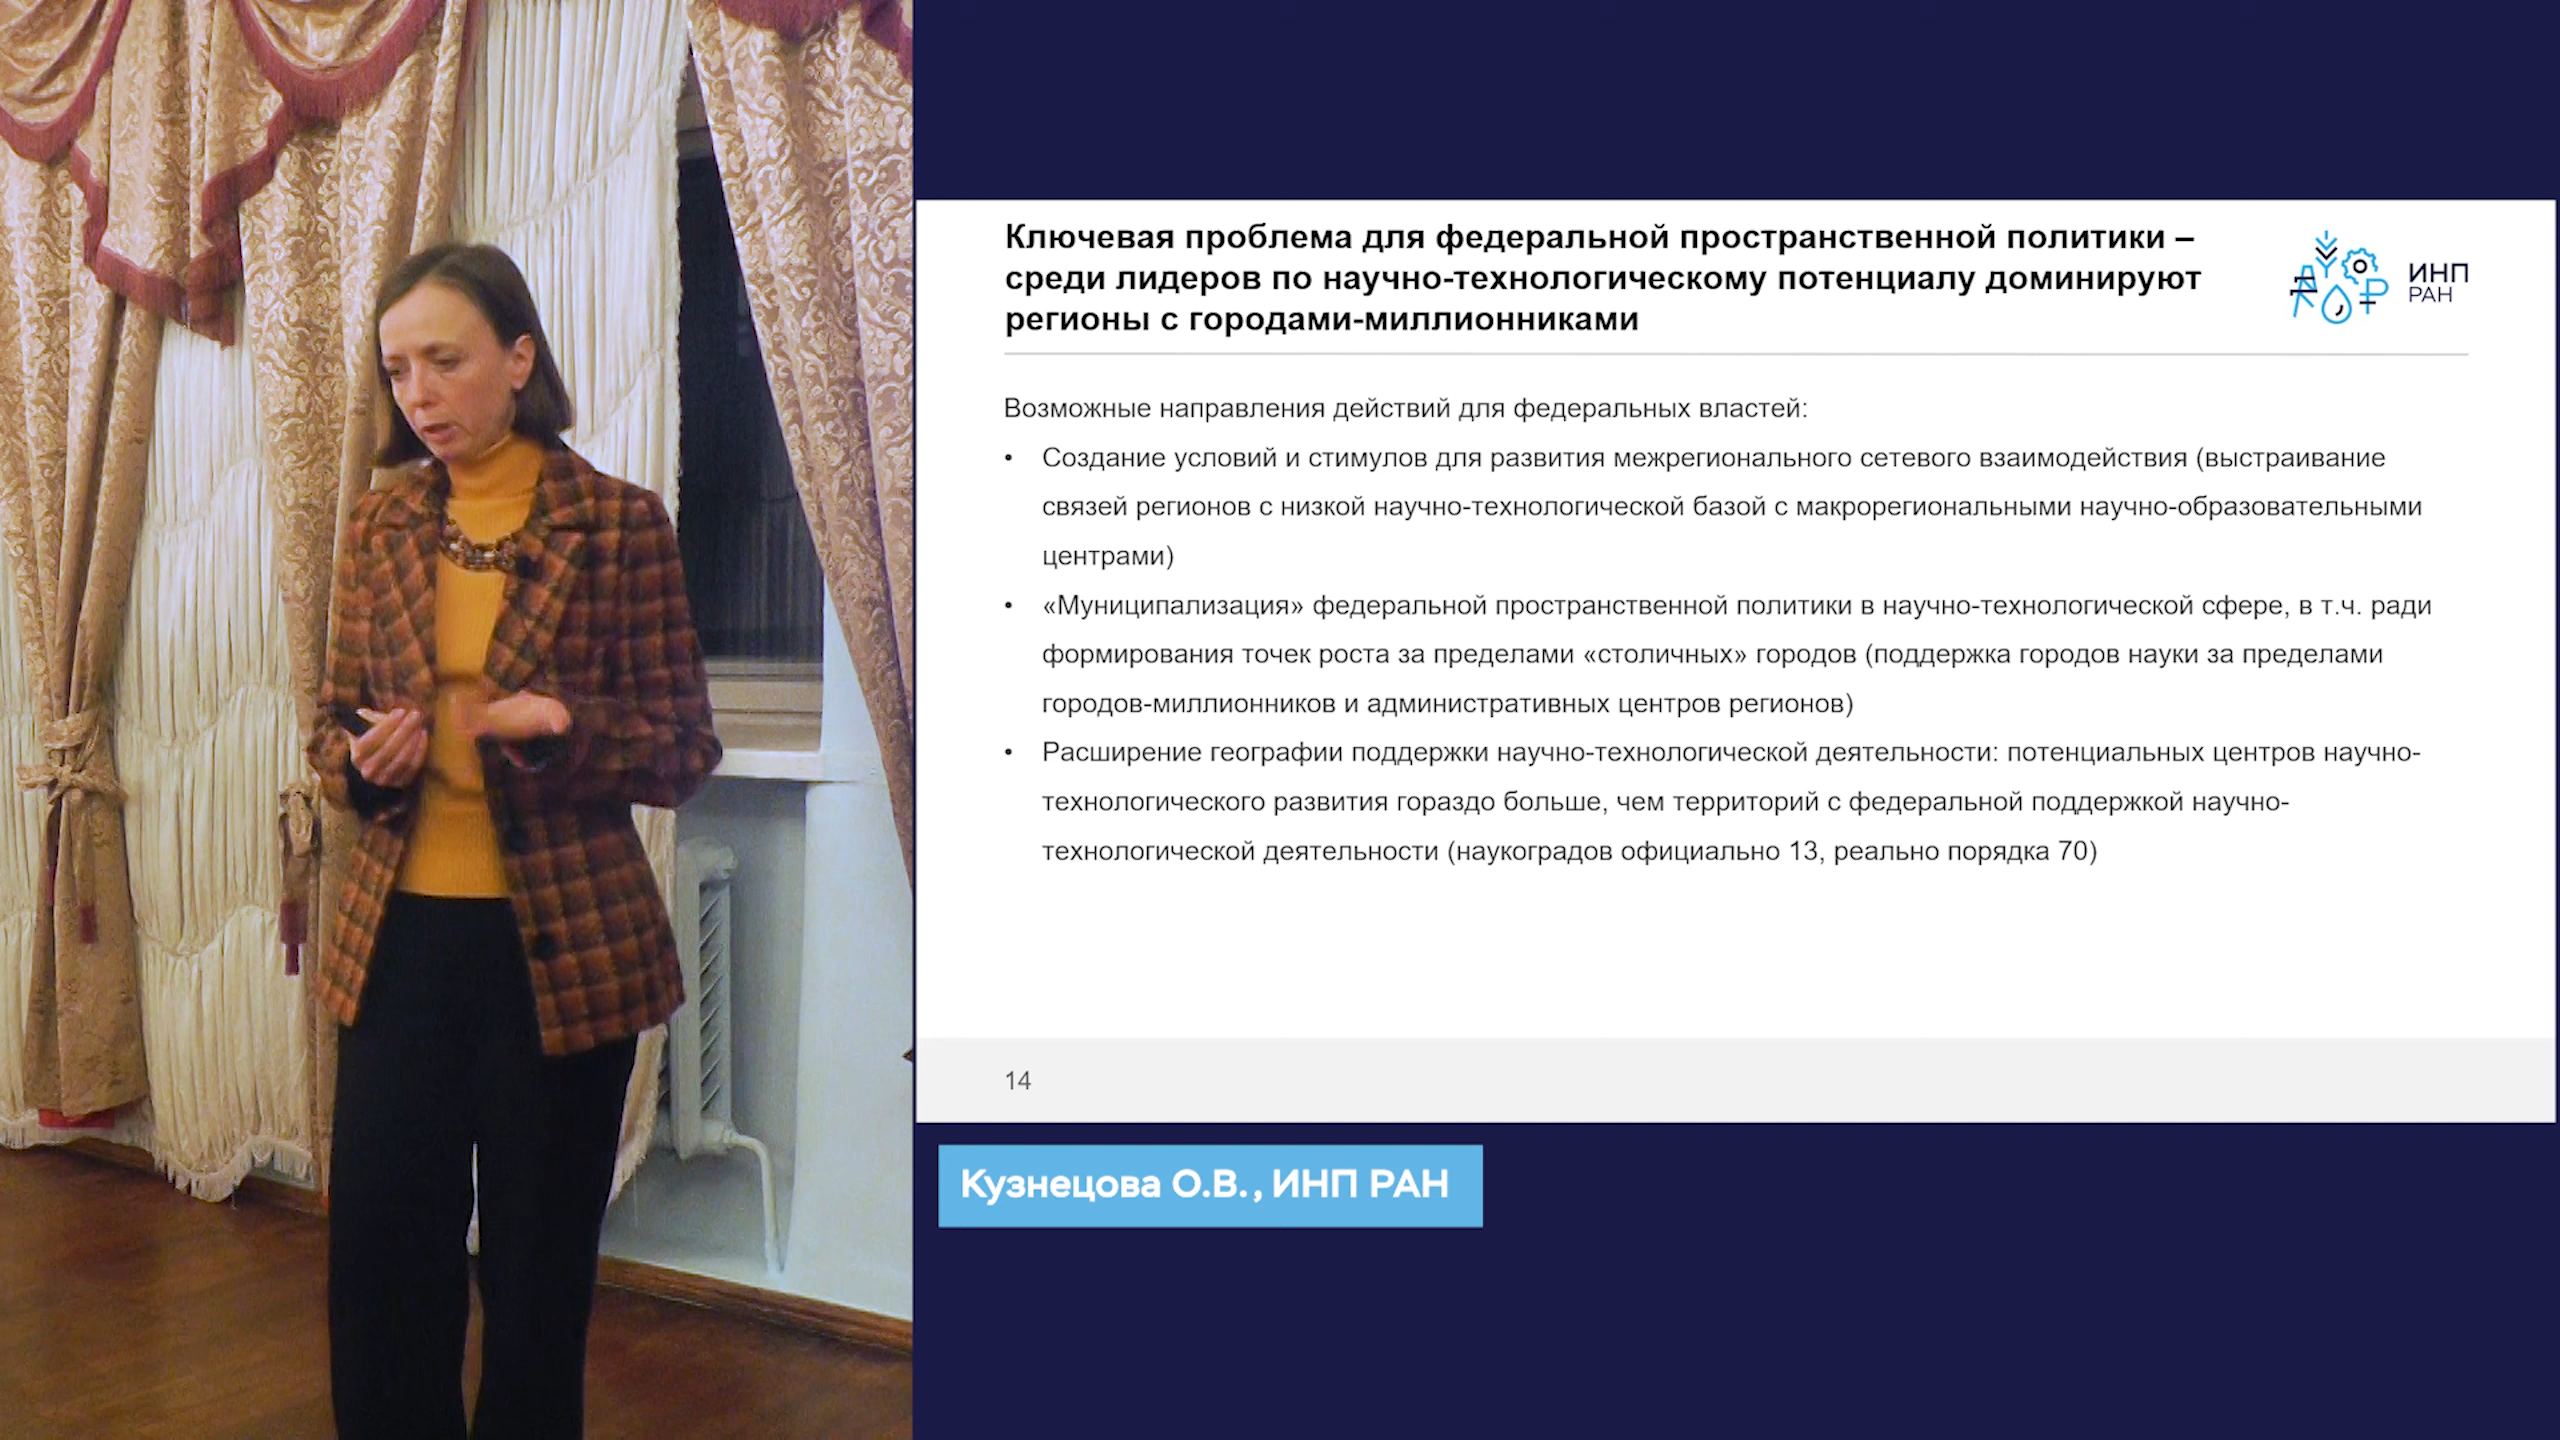 Ключевая проблема для федеральной пространственной политики –
среди лидеров по научно-технологическому потенциалу доминируют
регионы с городами-миллионниками
ИНП
РАН
Возможные направления действий для федеральных властей:
• Создание условий и стимулов для развития межрегионального сетевого взаимодействия (выстраивание
связей регионов с низкой научно-технологической базой с макрорегиональными научно-образовательными
центрами)
• «Муниципализация» федеральной пространственной политики в научно-технологической сфере, в т.ч. ради
формирования точек роста за пределами «столичных» городов (поддержка городов науки за пределами
городов-миллионников и административных центров регионов)
• Расширение географии поддержки научно-технологической деятельности: потенциальных центров научно-
технологического развития гораздо больше, чем территорий с федеральной поддержкой научно-
технологической деятельности (наукоградов официально 13, реально порядка 70)
14
Кузнецова О.В., ИНП РАН